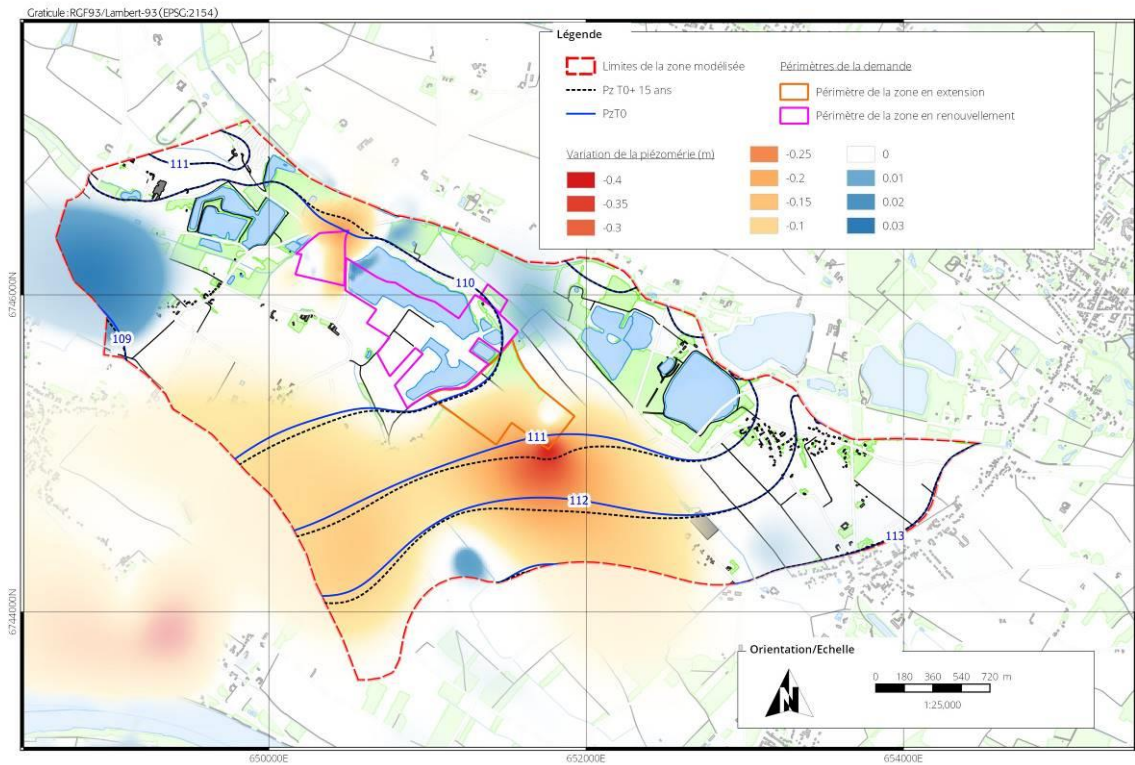 Graticule : RGF93/Lambert-93 (EPSG:2154)
Légende
Limites de la zone modélisée
Pz T0+ 15 ans
PzT0
Périmètres de la demande
Périmètre de la zone en extension
Périmètre de la zone en renouvellement
Variation de la piézomérie (m)
-0.4
-0.35
-0.3
-0.25
-0.2
-0.15
-0.1
0
0.01
0.02
0.03
111
110
109
111
112
113
6746000N
6744000N
Orientation/Echelle
N
0 180 360 540 720 m
1:25,000
650000E
652000E
654000E